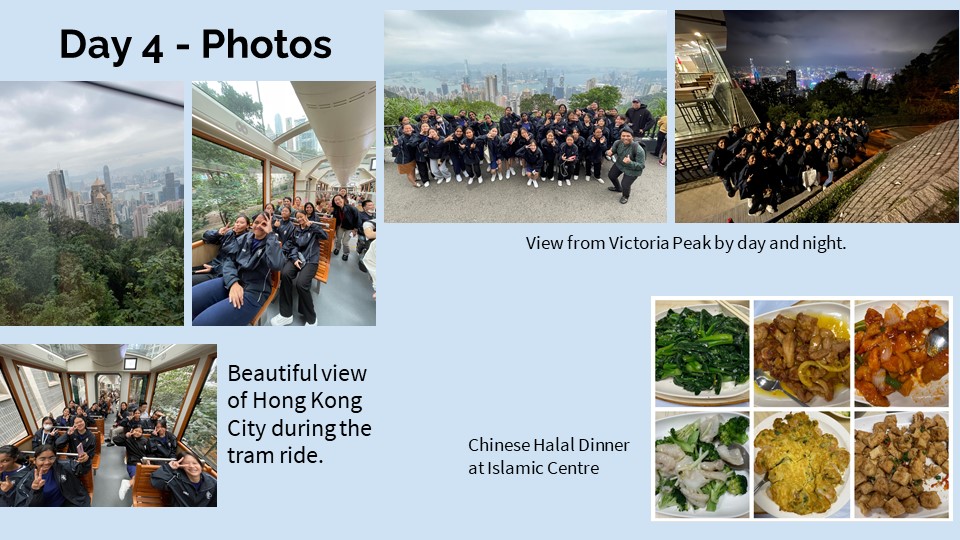 Day 4 - Photos
View from Victoria Peak by day and night.
Beautiful view
of Hong Kong
City during the
tram ride.
Chinese Halal Dinner
at Islamic Centre